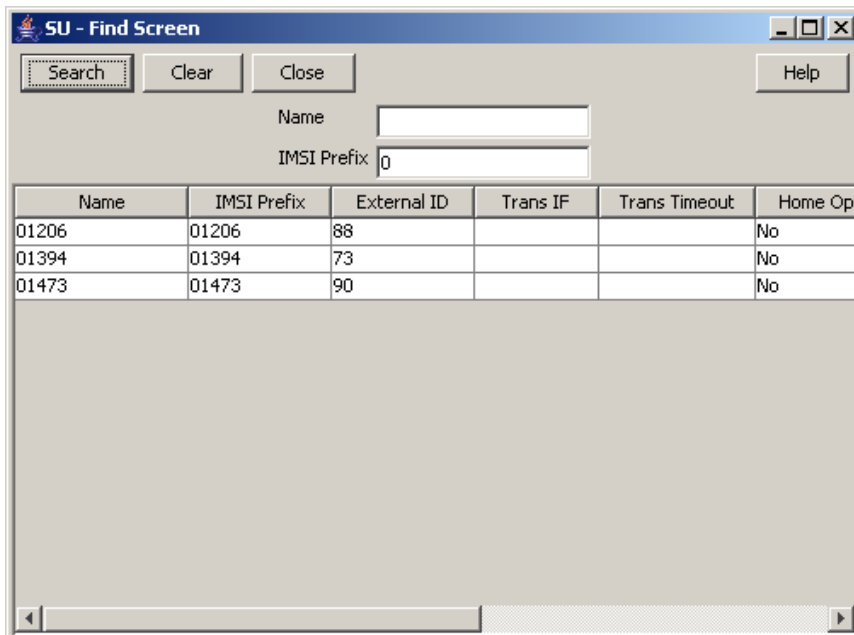 SU - Find Screen
Search Clear Close Help
Name
IMSI Prefix 0
Name IMSI Prefix External ID Trans IF Trans Timeout Home Op
01206 01206 88 No
01394 01394 73 No
01473 01473 90 No